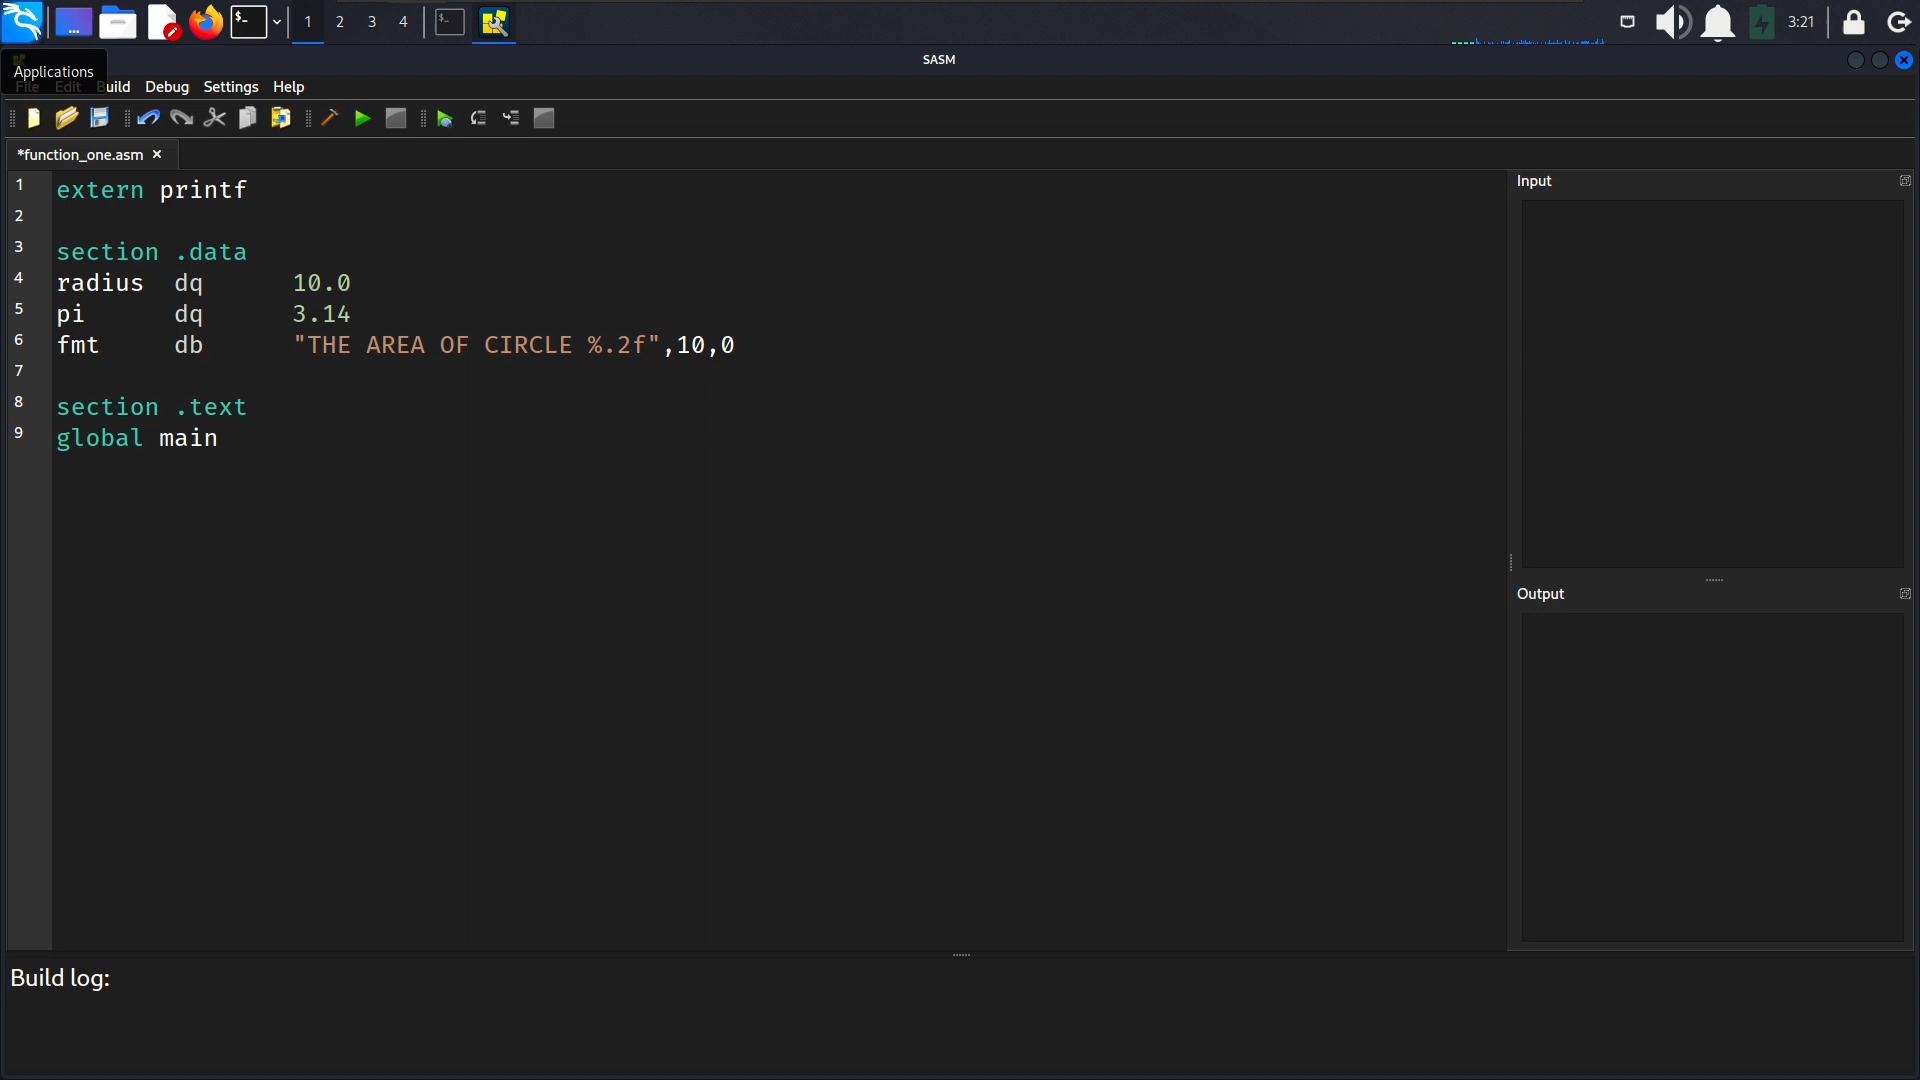 1 2 3 4 3:21
SASM
Applications
File Edit Build Debug Settings Help
*function_one.asm
1 extern printf
2
3 section .data
4 radius dq 10.0
5 pi dq 3.14
6 fmt db "THE AREA OF CIRCLE %.2f",10,0
7
8 section .text
9 global main
Input
Output
Build log: